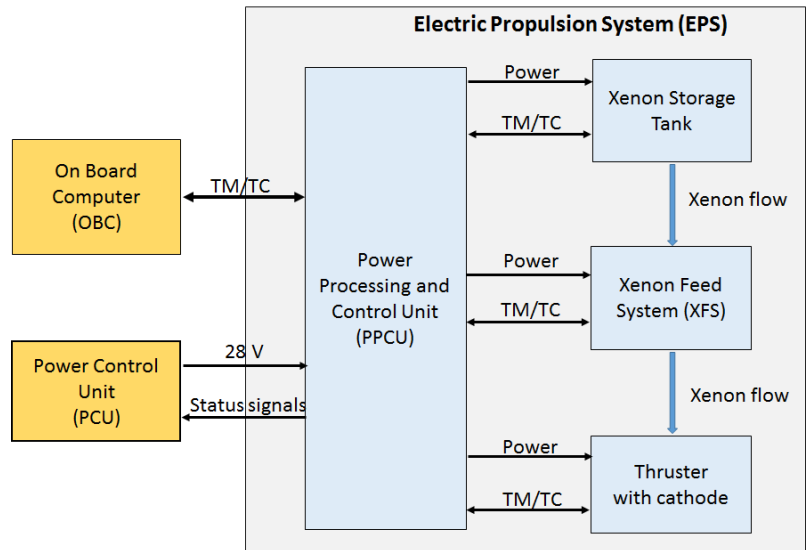 Electric Propulsion System (EPS)
Power
Xenon Storage
Tank
TM/TC
On Board
Computer
(OBC)
TM/TC
Xenon flow
Power
Processing and
Control Unit
(PPCU)
Power
Xenon Feed
System (XFS)
TM/TC
Power Control
Unit
(PCU)
28 V
Status signals
Xenon flow
Power
Thruster
with cathode
TM/TC